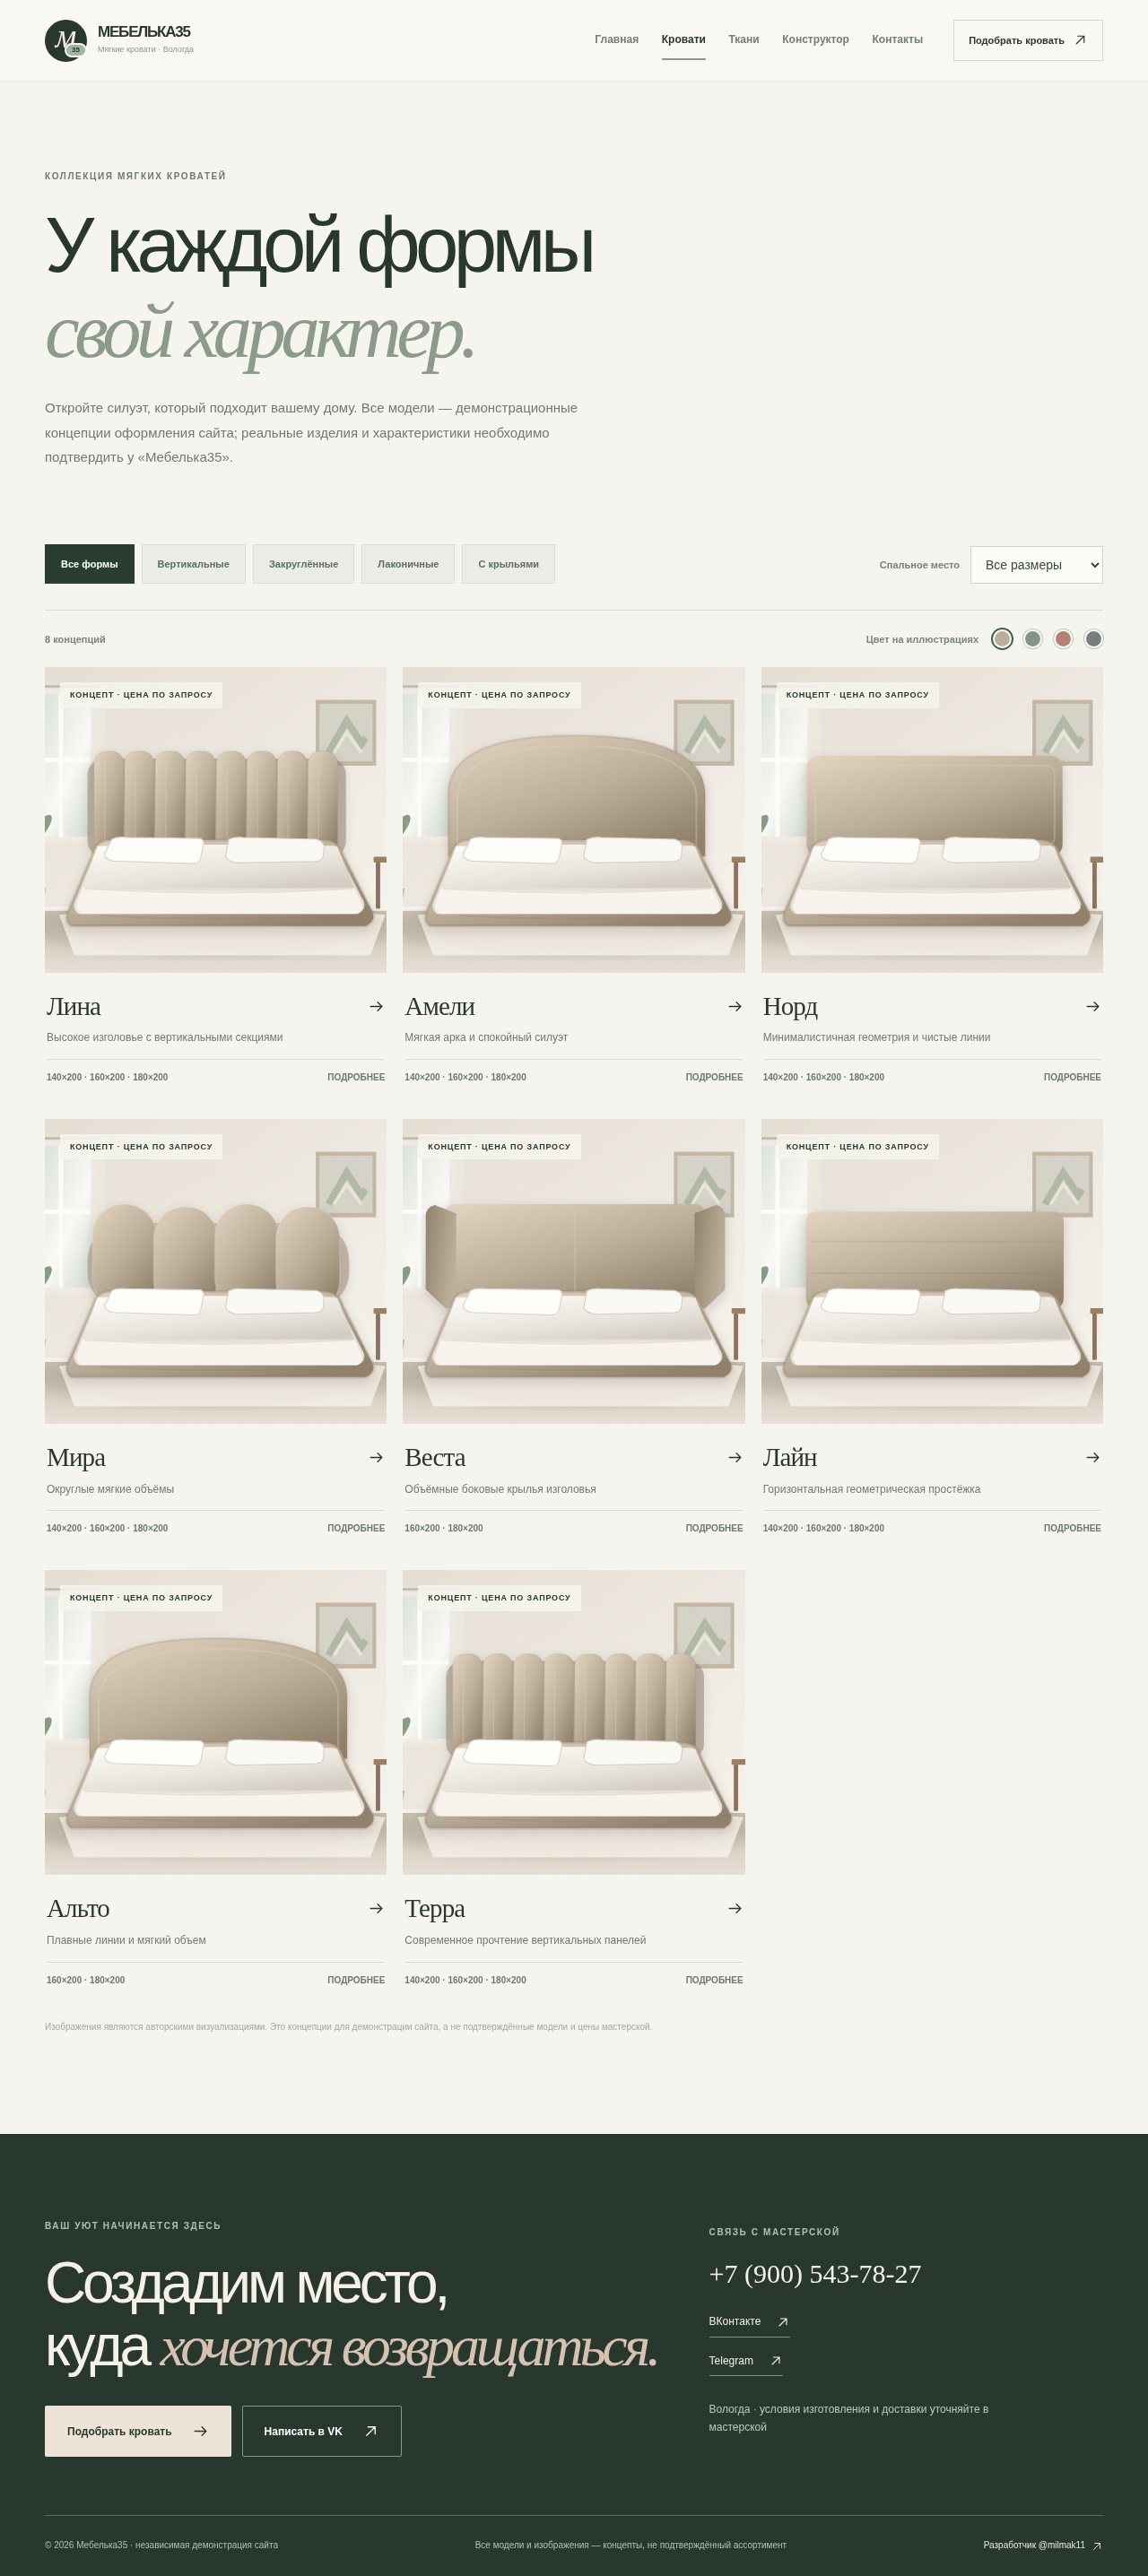 M
35
МЕБЕЛЬКА35
Мягкие кровати · Вологда
Главная
Кровати
Ткани
Конструктор
Контакты
Подобрать кровать
КОЛЛЕКЦИЯ МЯГКИХ КРОВАТЕЙ
У каждой формы
свой характер.
Откройте силуэт, который подходит вашему дому. Все модели — демонстрационные
концепции оформления сайта; реальные изделия и характеристики необходимо
подтвердить у «Мебелька35».
Все формы
Вертикальные
Закруглённые
Лаконичные
С крыльями
Спальное место
Все размеры
8 концепций
Цвет на иллюстрациях
КОНЦЕПТ · ЦЕНА ПО ЗАПРОСУ
КОНЦЕПТ · ЦЕНА ПО ЗАПРОСУ
КОНЦЕПТ · ЦЕНА ПО ЗАПРОСУ
Лина
Высокое изголовье с вертикальными секциями
140×200 · 160×200 · 180×200
ПОДРОБНЕЕ
Амели
Мягкая арка и спокойный силуэт
140×200 · 160×200 · 180×200
ПОДРОБНЕЕ
Норд
Минималистичная геометрия и чистые линии
140×200 · 160×200 · 180×200
ПОДРОБНЕЕ
КОНЦЕПТ · ЦЕНА ПО ЗАПРОСУ
КОНЦЕПТ · ЦЕНА ПО ЗАПРОСУ
КОНЦЕПТ · ЦЕНА ПО ЗАПРОСУ
Мира
Округлые мягкие объёмы
140×200 · 160×200 · 180×200
ПОДРОБНЕЕ
Веста
Объёмные боковые крылья изголовья
160×200 · 180×200
ПОДРОБНЕЕ
Лайн
Горизонтальная геометрическая простёжка
140×200 · 160×200 · 180×200
ПОДРОБНЕЕ
КОНЦЕПТ · ЦЕНА ПО ЗАПРОСУ
КОНЦЕПТ · ЦЕНА ПО ЗАПРОСУ
Альто
Плавные линии и мягкий объем
160×200 · 180×200
ПОДРОБНЕЕ
Терра
Современное прочтение вертикальных панелей
140×200 · 160×200 · 180×200
ПОДРОБНЕЕ
Изображения являются авторскими визуализациями. Это концепции для демонстрации сайта, а не подтверждённые модели и цены мастерской.
ВАШ УЮТ НАЧИНАЕТСЯ ЗДЕСЬ
Создадим место,
куда хочется возвращаться.
Подобрать кровать
Написать в VK
СВЯЗЬ С МАСТЕРСКОЙ
+7 (900) 543-78-27
ВКонтакте
Telegram
Вологда · условия изготовления и доставки уточняйте в
мастерской
© 2026 Мебелька35 · независимая демонстрация сайта
Все модели и изображения — концепты, не подтверждённый ассортимент
Разработчик @milmak11